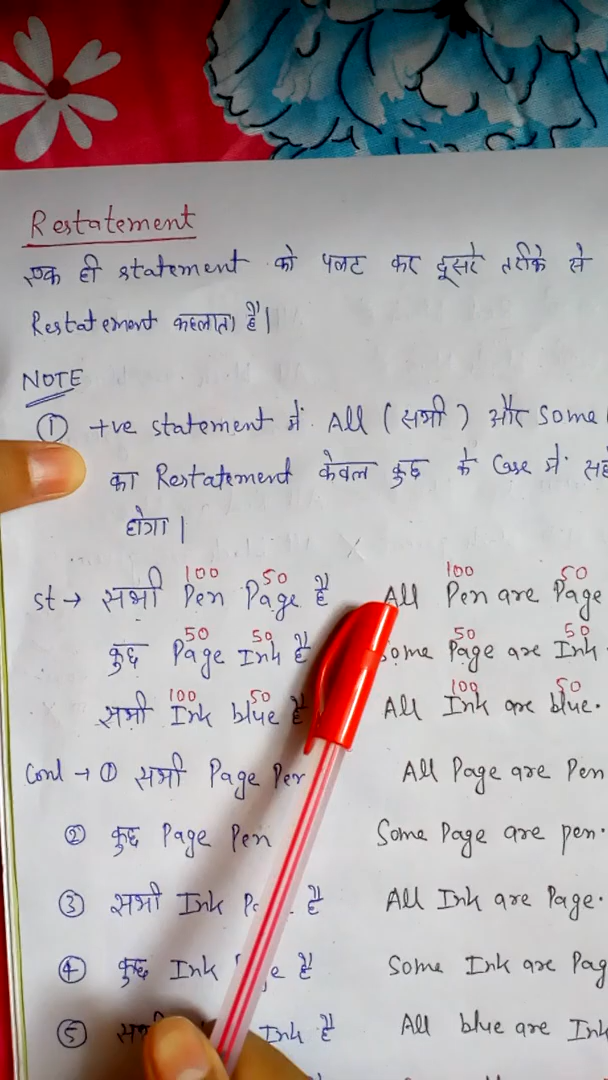 Restatement
एक ही statement को पलट कर दूसरे तरीके से
Restatement कहलाता है।
NOTE
① +ve statement में All (सभी) और Some
का Restatement केवल कुछ के Case में
होगा।
100 50 100 50
st → सभी Pen Page है All Pen are Page
50 50 50 50
कुछ Page Ink है Some Page are Ink
100 50 100 50
सभी Ink blue है All Ink are blue.
Conl → ① सभी Page Pen All Page are Pen
② कुछ Page Pen Some Page are pen.
③ सभी Ink है All Ink are Page.
④ कुछ Ink है Some Ink are Pag
⑤ Ink है All blue are Ink